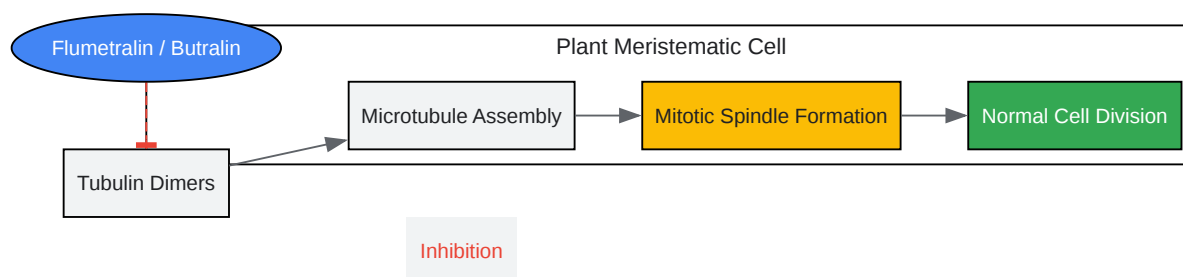 Flumetralin / Butralin
Plant Meristematic Cell
Microtubule Assembly
Mitotic Spindle Formation
Normal Cell Division
Tubulin Dimers
Inhibition